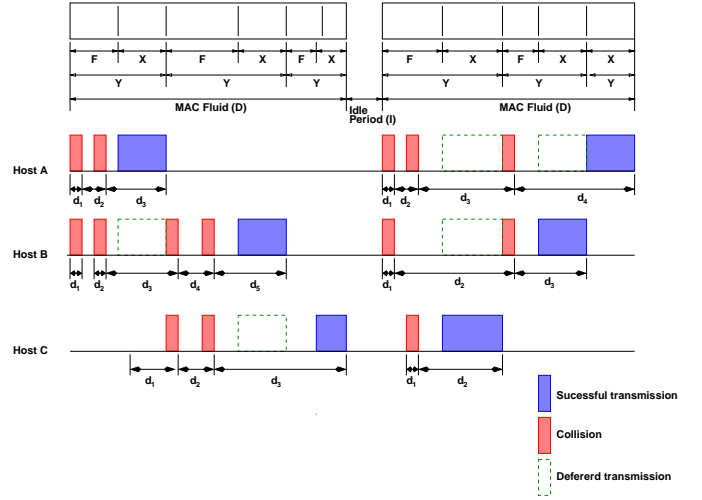 F X F X F X F X F X X
Y Y Y Y Y Y
MAC Fluid (D) MAC Fluid (D)
Idle
Period (I)
Host A
d1 d2 d3 d1 d2 d3 d4
Host B
d1 d2 d3 d4 d5 d1 d2 d3
Host C
d1 d2 d3 d1 d2
Sucessful transmission
Collision
Defererd transmission